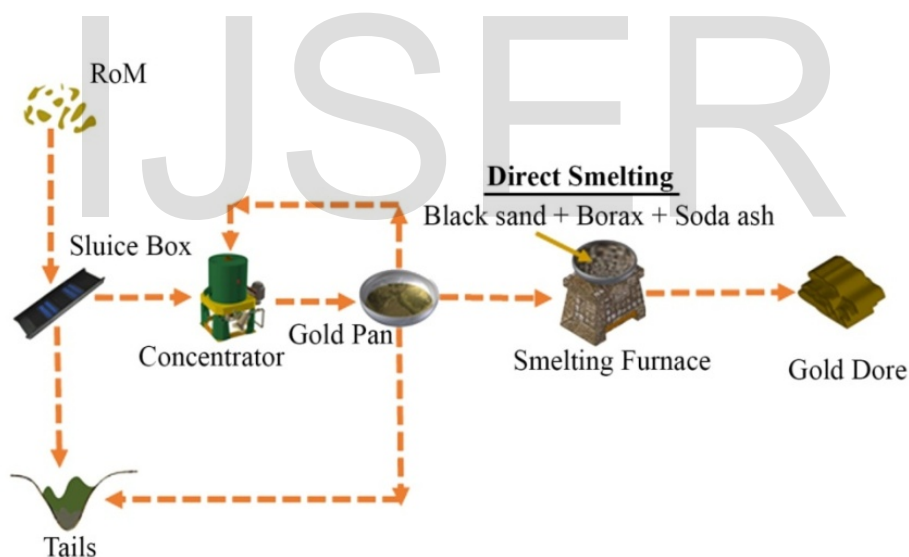 IJSER
RoM
Direct Smelting
Black sand + Borax + Soda ash
Sluice Box
Concentrator
Gold Pan
Smelting Furnace
Gold Dore
Tails